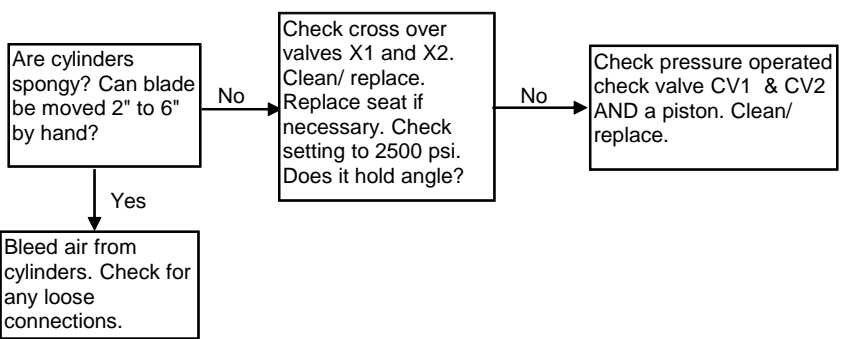 Are cylinders
spongy? Can blade
be moved 2" to 6"
by hand?
No
Check cross over
valves X1 and X2.
Clean/ replace.
Replace seat if
necessary. Check
setting to 2500 psi.
Does it hold angle?
No
Check pressure operated
check valve CV1 & CV2
AND a piston. Clean/
replace.
Yes
Bleed air from
cylinders. Check for
any loose
connections.